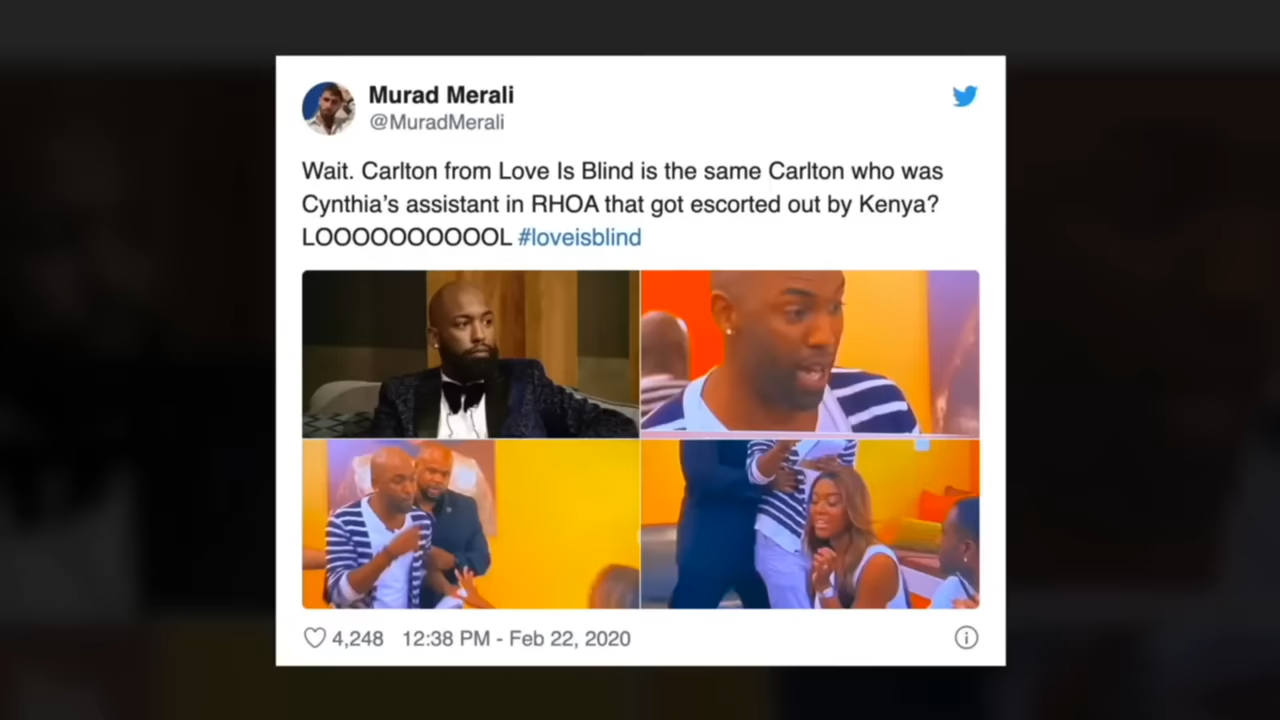 Murad Merali
@MuradMerali
Wait. Carlton from Love Is Blind is the same Carlton who was
Cynthia's assistant in RHOA that got escorted out by Kenya?
LOOOOOOOOOOL #loveisblind
4,248 12:38 PM - Feb 22, 2020